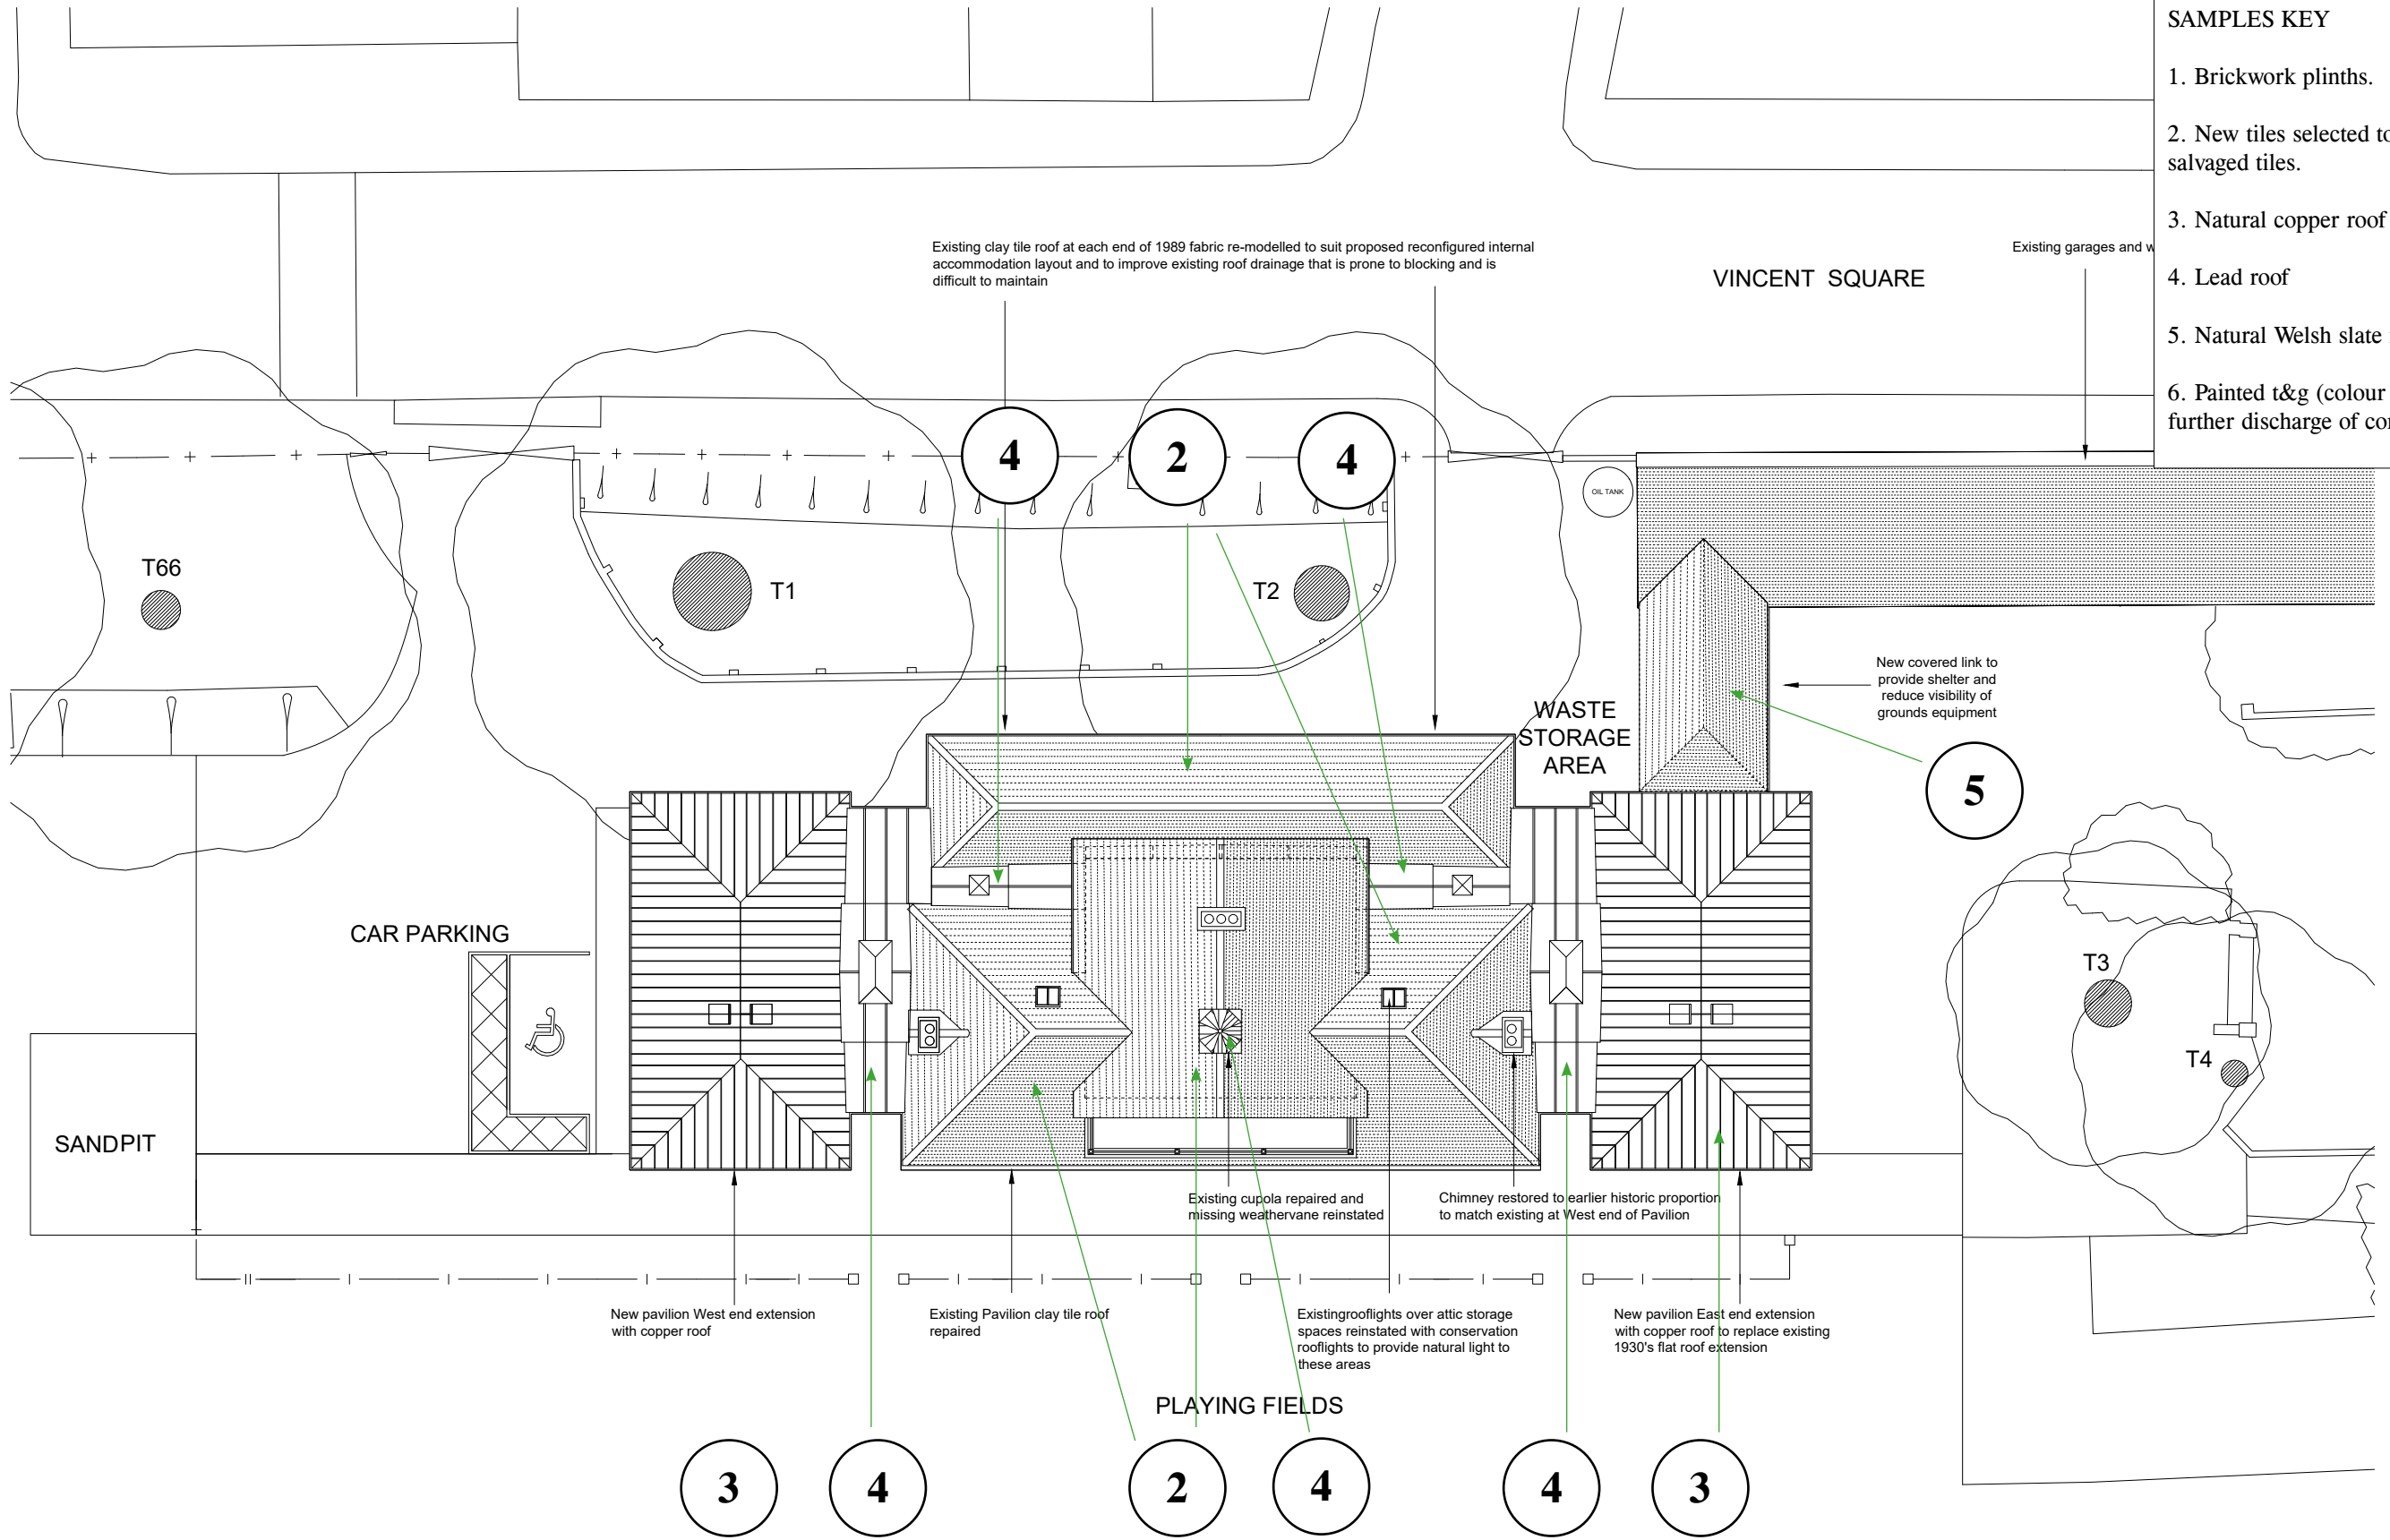 SAMPLES KEY
1. Brickwork plinths.
2. New tiles selected to
salvaged tiles.
3. Natural copper roof
4. Lead roof
5. Natural Welsh slate
6. Painted t&g (colour
further discharge of
Existing clay tile roof at each end of 1989 fabric re-modelled to suit proposed reconfigured internal
accommodation layout and to improve existing roof drainage that is prone to blocking and is
difficult to maintain
Existing garages and
VINCENT SQUARE
4
2
4
OIL TANK
T66
T1
T2
New covered link to
provide shelter and
reduce visibility of
grounds equipment
WASTE
STORAGE
AREA
5
CAR PARKING
T3
T4
SANDPIT
Existing cupola repaired and
missing weathervane reinstated
Chimney restored to earlier historic proportion
to match existing at West end of Pavilion
New pavilion West end extension
with copper roof
Existing Pavilion clay tile roof
repaired
Existingrooflights over attic storage
spaces reinstated with conservation
rooflights to provide natural light to
these areas
New pavilion East end extension
with copper roof to replace existing
1930's flat roof extension
PLAYING FIELDS
3
4
2
4
4
3